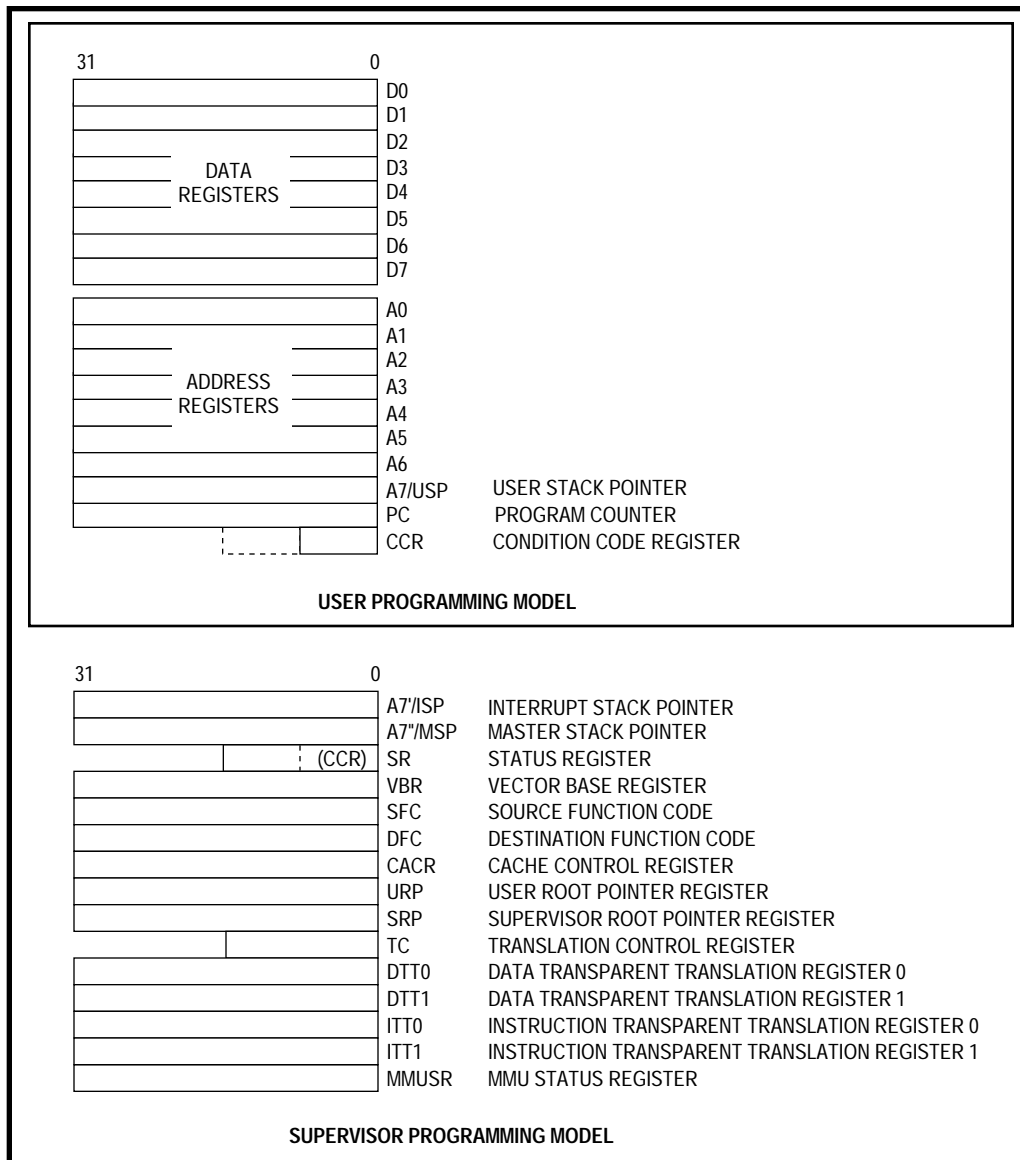 31 0
D0
D1
D2
DATA D3
REGISTERS D4
D5
D6
D7
A0
A1
A2
ADDRESS A3
REGISTERS A4
A5
A6
A7/USP USER STACK POINTER
PC PROGRAM COUNTER
CCR CONDITION CODE REGISTER
USER PROGRAMMING MODEL
31 0
A7'/ISP INTERRUPT STACK POINTER
A7"/MSP MASTER STACK POINTER
(CCR) SR STATUS REGISTER
VBR VECTOR BASE REGISTER
SFC SOURCE FUNCTION CODE
DFC DESTINATION FUNCTION CODE
CACR CACHE CONTROL REGISTER
URP USER ROOT POINTER REGISTER
SRP SUPERVISOR ROOT POINTER REGISTER
TC TRANSLATION CONTROL REGISTER
DTT0 DATA TRANSPARENT TRANSLATION REGISTER 0
DTT1 DATA TRANSPARENT TRANSLATION REGISTER 1
ITT0 INSTRUCTION TRANSPARENT TRANSLATION REGISTER 0
ITT1 INSTRUCTION TRANSPARENT TRANSLATION REGISTER 1
MMUSR MMU STATUS REGISTER
SUPERVISOR PROGRAMMING MODEL